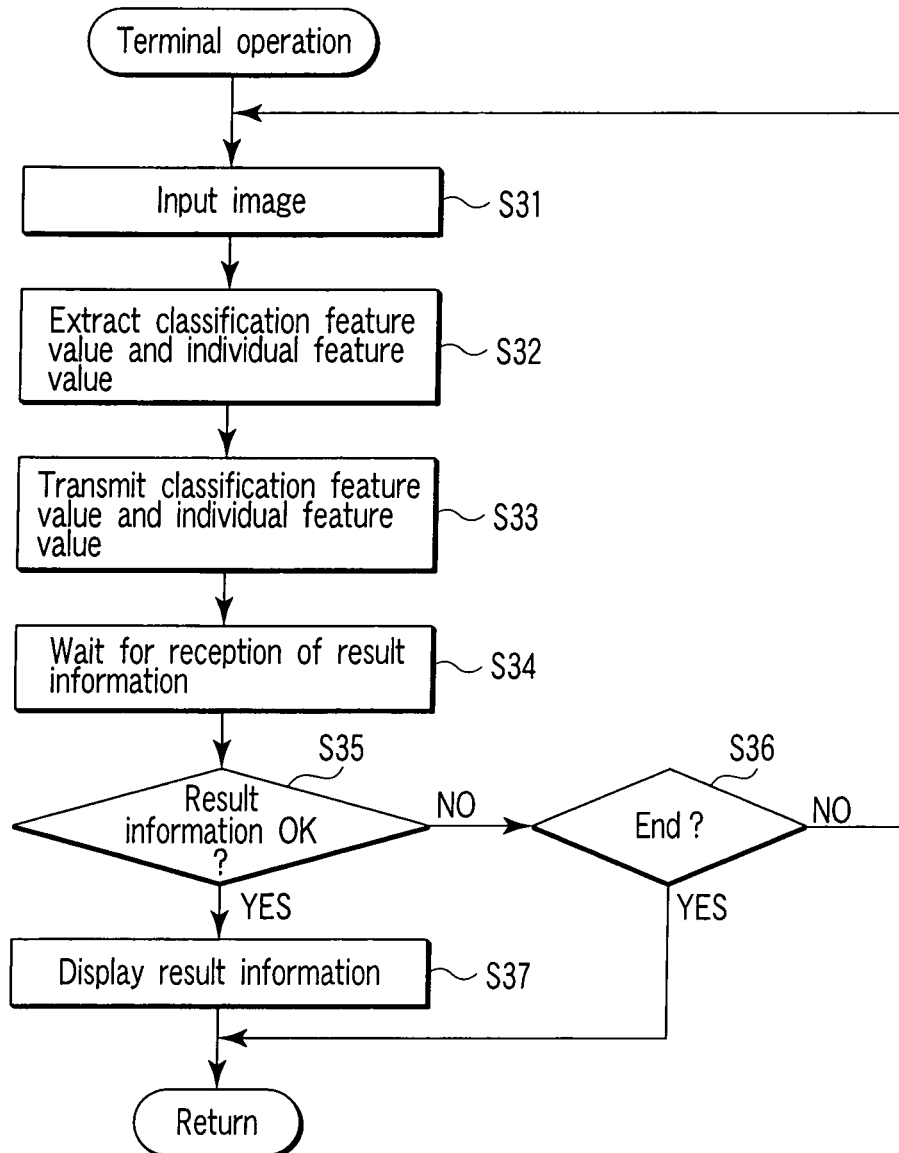 Terminal operation
Input image
S31
Extract classification feature
value and individual feature
value
S32
Transmit classification feature
value and individual feature
value
S33
Wait for reception of result
information
S34
S35
Result
information OK
?
NO
YES
S36
End ?
NO
YES
Display result information
S37
Return